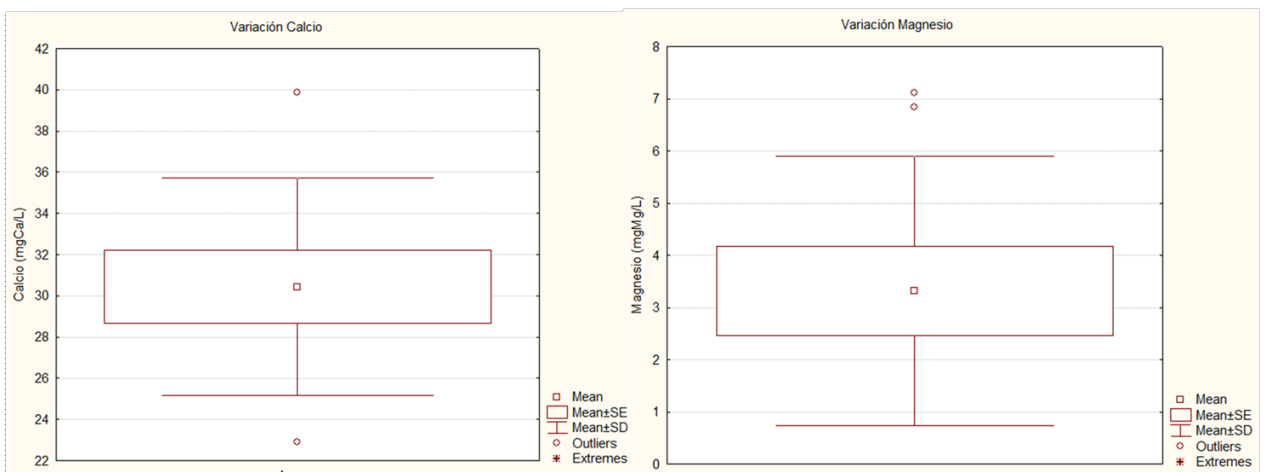 Variación Calcio
42
40
38
36
34
32
30
28
26
24
22
Calcio (mgCa/L)
Mean
Mean±SE
Mean±SD
Outliers
Extremes
Variación Magnesio
8
7
6
5
4
3
2
1
0
Magnesio (mgMg/L)
Mean
Mean±SE
Mean±SD
Outliers
Extremes